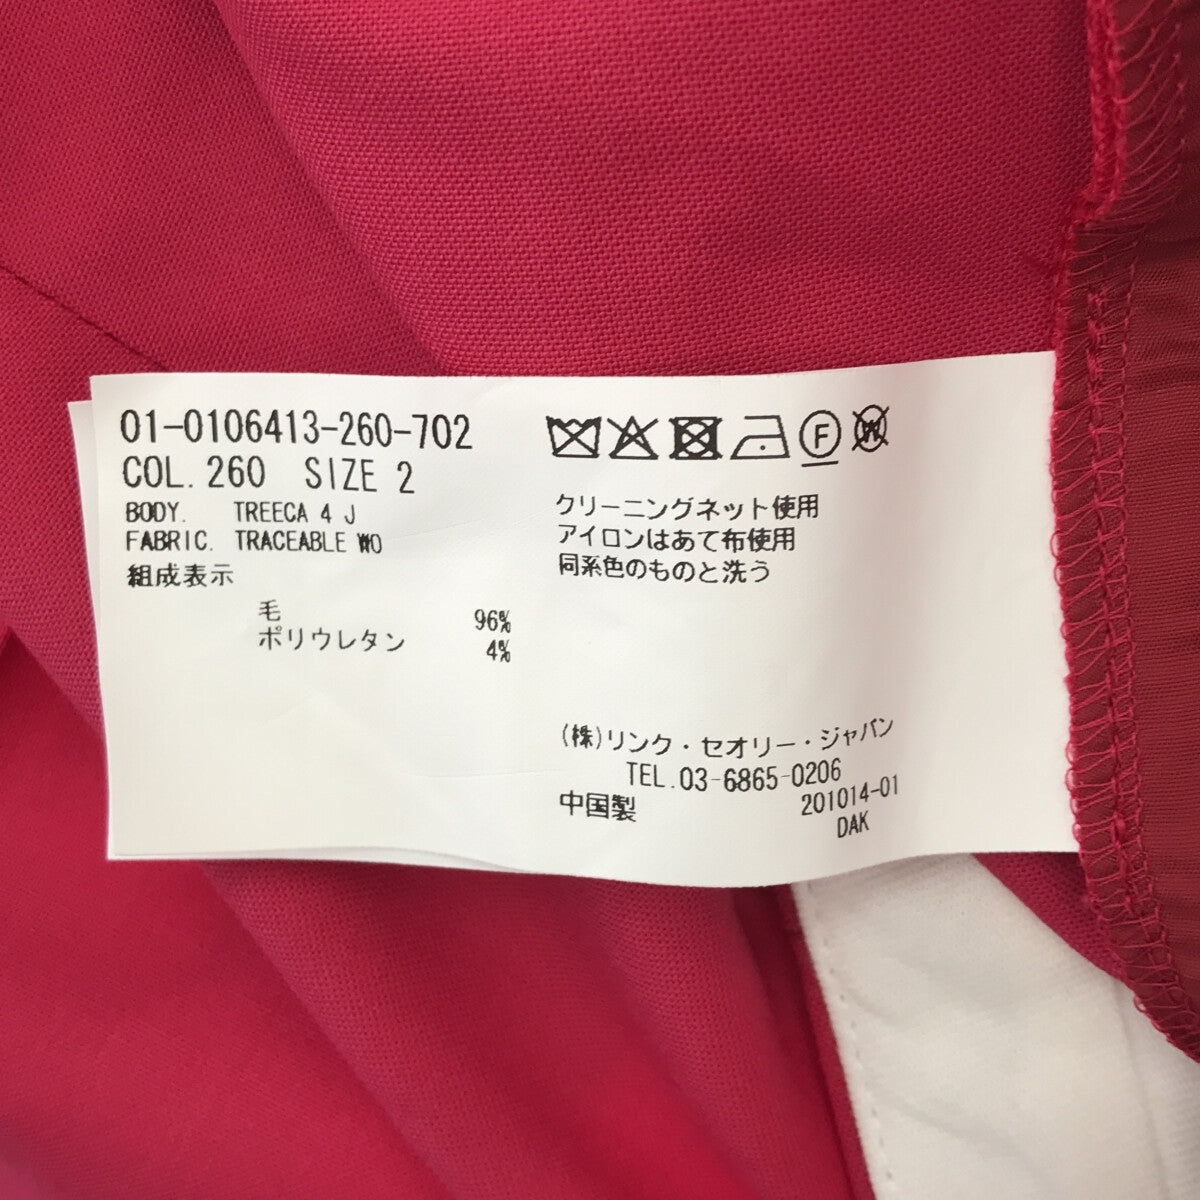 01-0106413-260-702
COL. 260 SIZE 2
BODY. TREECA 4 J
FABRIC. TRACEABLE WO
組成表示
毛 96%
ポリウレタン 4%
F
W
クリーニングネット使用
アイロンはあて布使用
同系色のものと洗う
(株)リンク・セオリー・ジャパン
TEL.03-6865-0206
中国製 201014-01
DAK